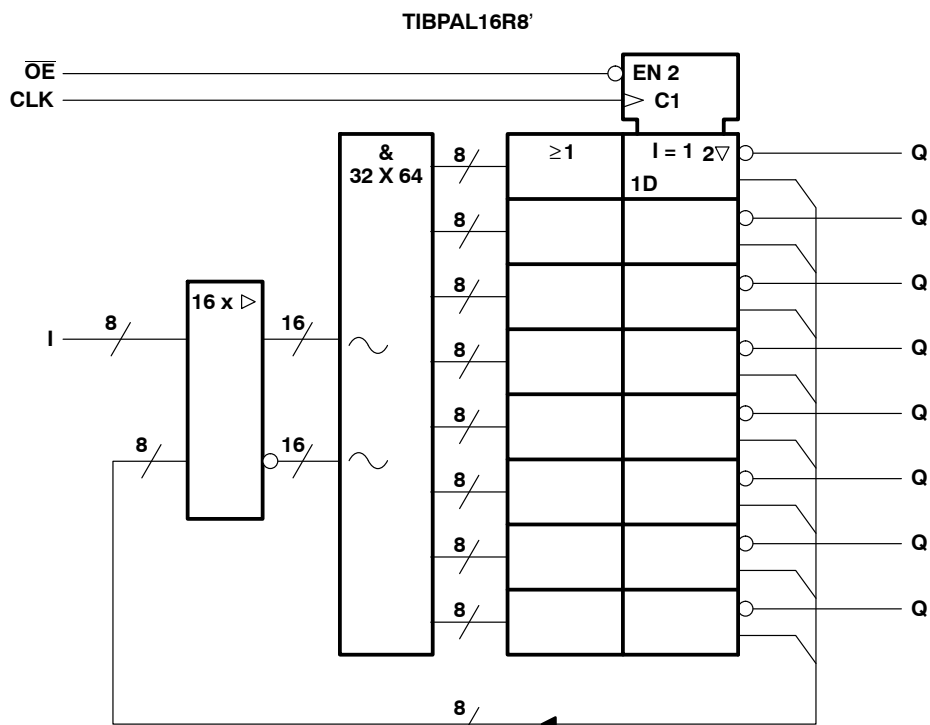 TIBPAL16R8'
OE
EN 2
CLK
C1
&
32 X 64
8
≥1
I = 1
2▽
Q
1D
8
Q
8
Q
16 x ▷
I
8
16
8
Q
8
Q
8
16
8
Q
8
Q
8
Q
8